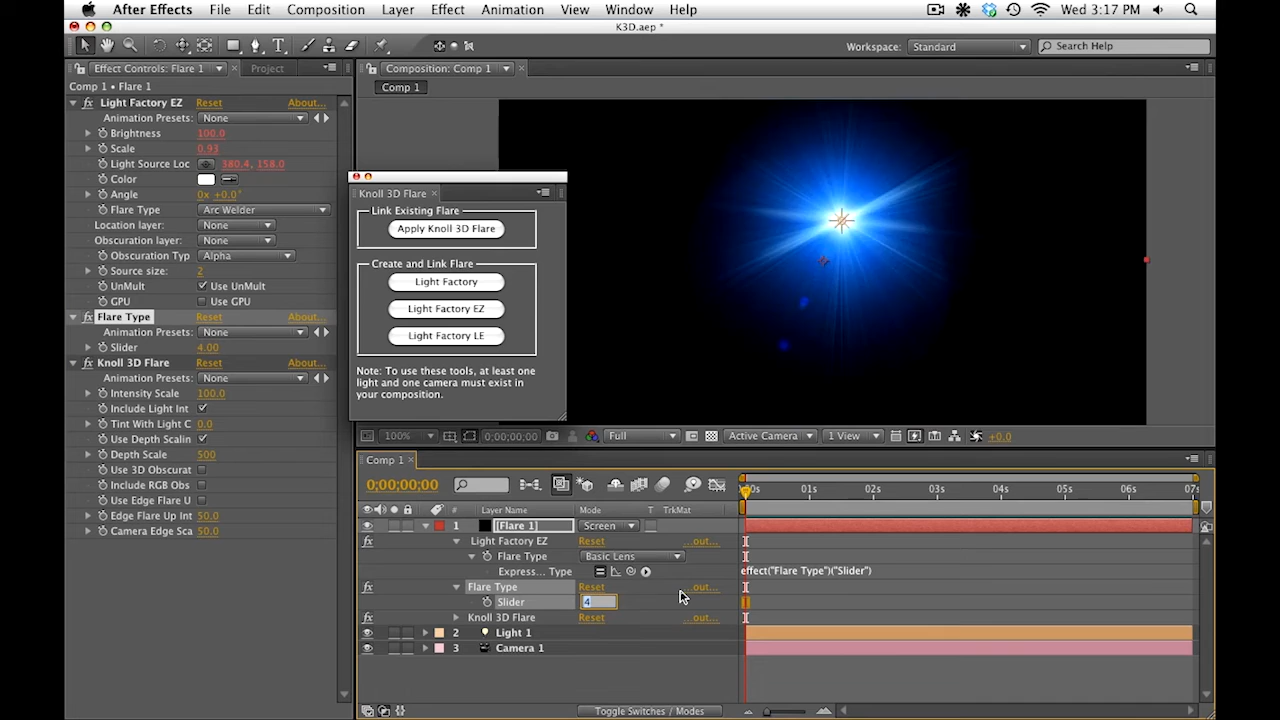 After Effects File Edit Composition Layer Effect Animation View Window Help Wed 3:17 PM
K3D.aep *
Workspace: Standard Search Help
Effect Controls: Flare 1 Project
Composition: Comp 1
Comp 1 • Flare 1
Comp 1
Light Factory EZ Reset About...
Animation Presets: None
Brightness 100.0
Scale 0.93
Light Source Loc 380.4, 158.0
Color
Angle 0x +0.0°
Flare Type Arc Welder
Location layer: None
Obscuration layer: None
Obscuration Typ Alpha
Source size: 2
UnMult Use UnMult
GPU Use GPU
Flare Type Reset About...
Animation Presets: None
Slider 4.00
Knoll 3D Flare Reset About...
Animation Presets: None
Intensity Scale 100.0
Include Light Int
Tint With Light C 0.0
Use Depth Scalin
Depth Scale 500
Use 3D Obscurat
Include RGB Obs
Use Edge Flare U
Edge Flare Up Int 50.0
Camera Edge Sca 50.0
Knoll 3D Flare
Link Existing Flare
Apply Knoll 3D Flare
Create and Link Flare
Light Factory
Light Factory EZ
Light Factory LE
Note: To use these tools, at least one
light and one camera must exist in
your composition.
100% 0;00;00;00 Full Active Camera 1 View +0.0
Comp 1
0;00;00;00
01s 02s 03s 04s 05s 06s 07s
# Layer Name Mode T TrkMat
1 [Flare 1] Screen
Light Factory EZ Reset ...out...
Flare Type Basic Lens
Express... Type effect("Flare Type")("Slider")
Flare Type Reset ...out...
Slider 4
Knoll 3D Flare Reset ...out...
2 Light 1
3 Camera 1
Toggle Switches / Modes